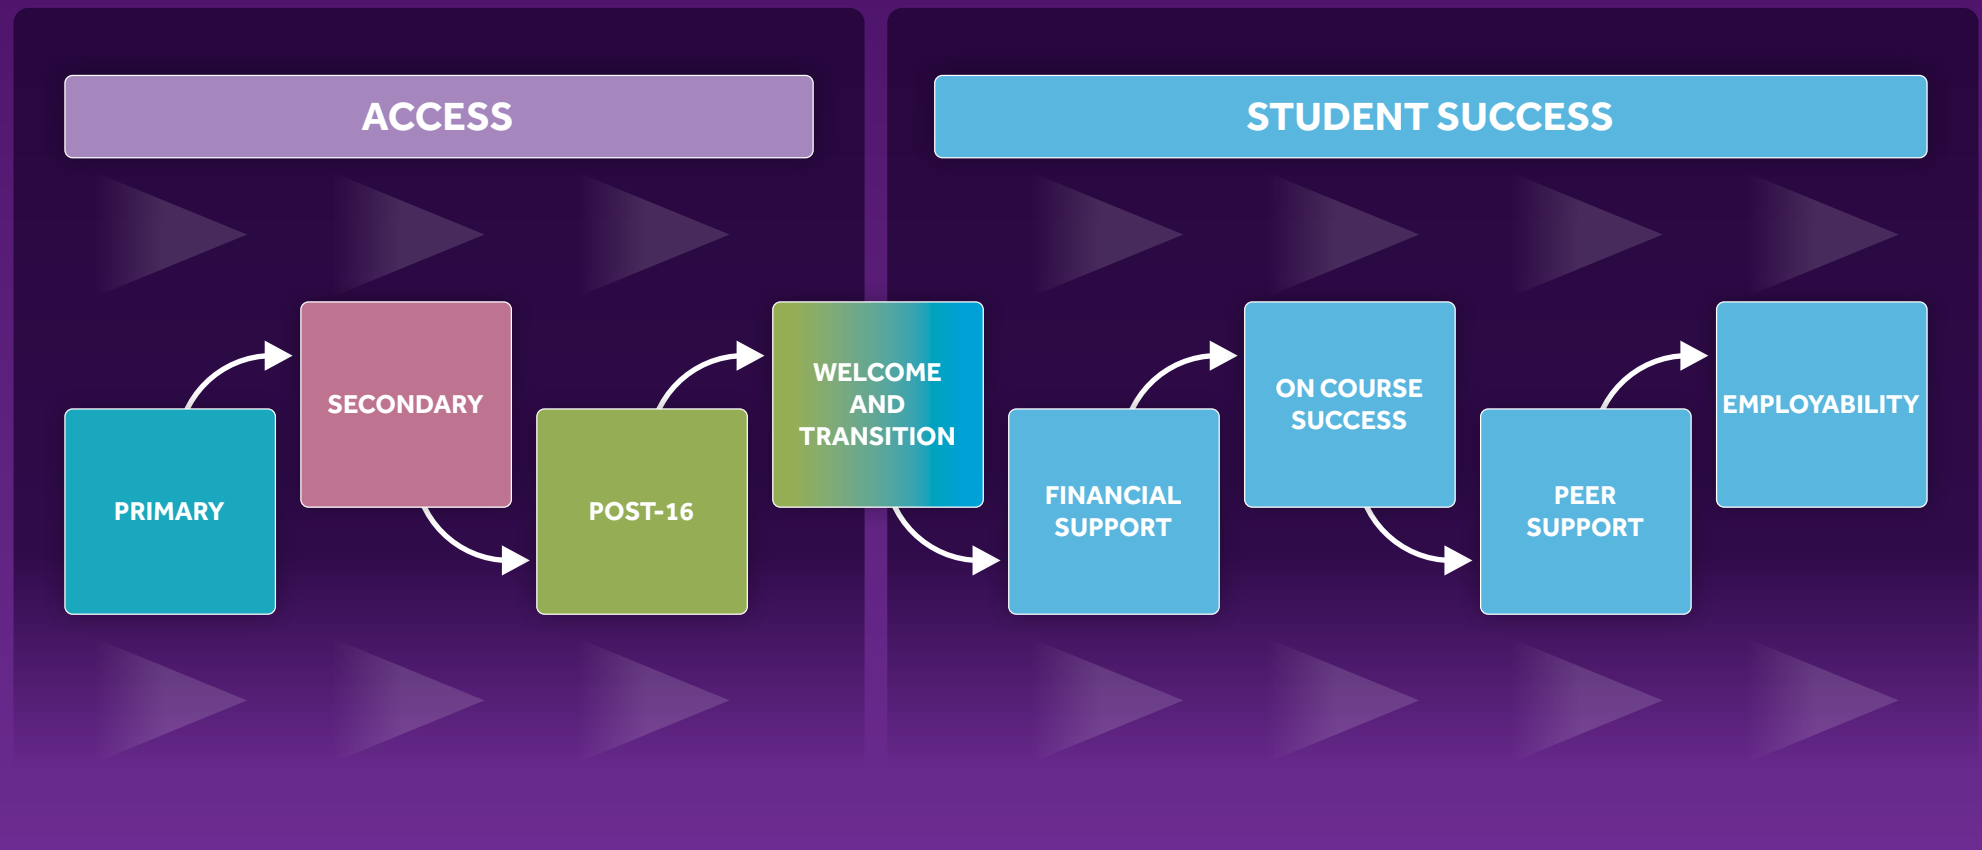 ACCESS
STUDENT SUCCESS
PRIMARY
SECONDARY
POST-16
WELCOME
AND
TRANSITION
FINANCIAL
SUPPORT
ON COURSE
SUCCESS
PEER
SUPPORT
EMPLOYABILITY